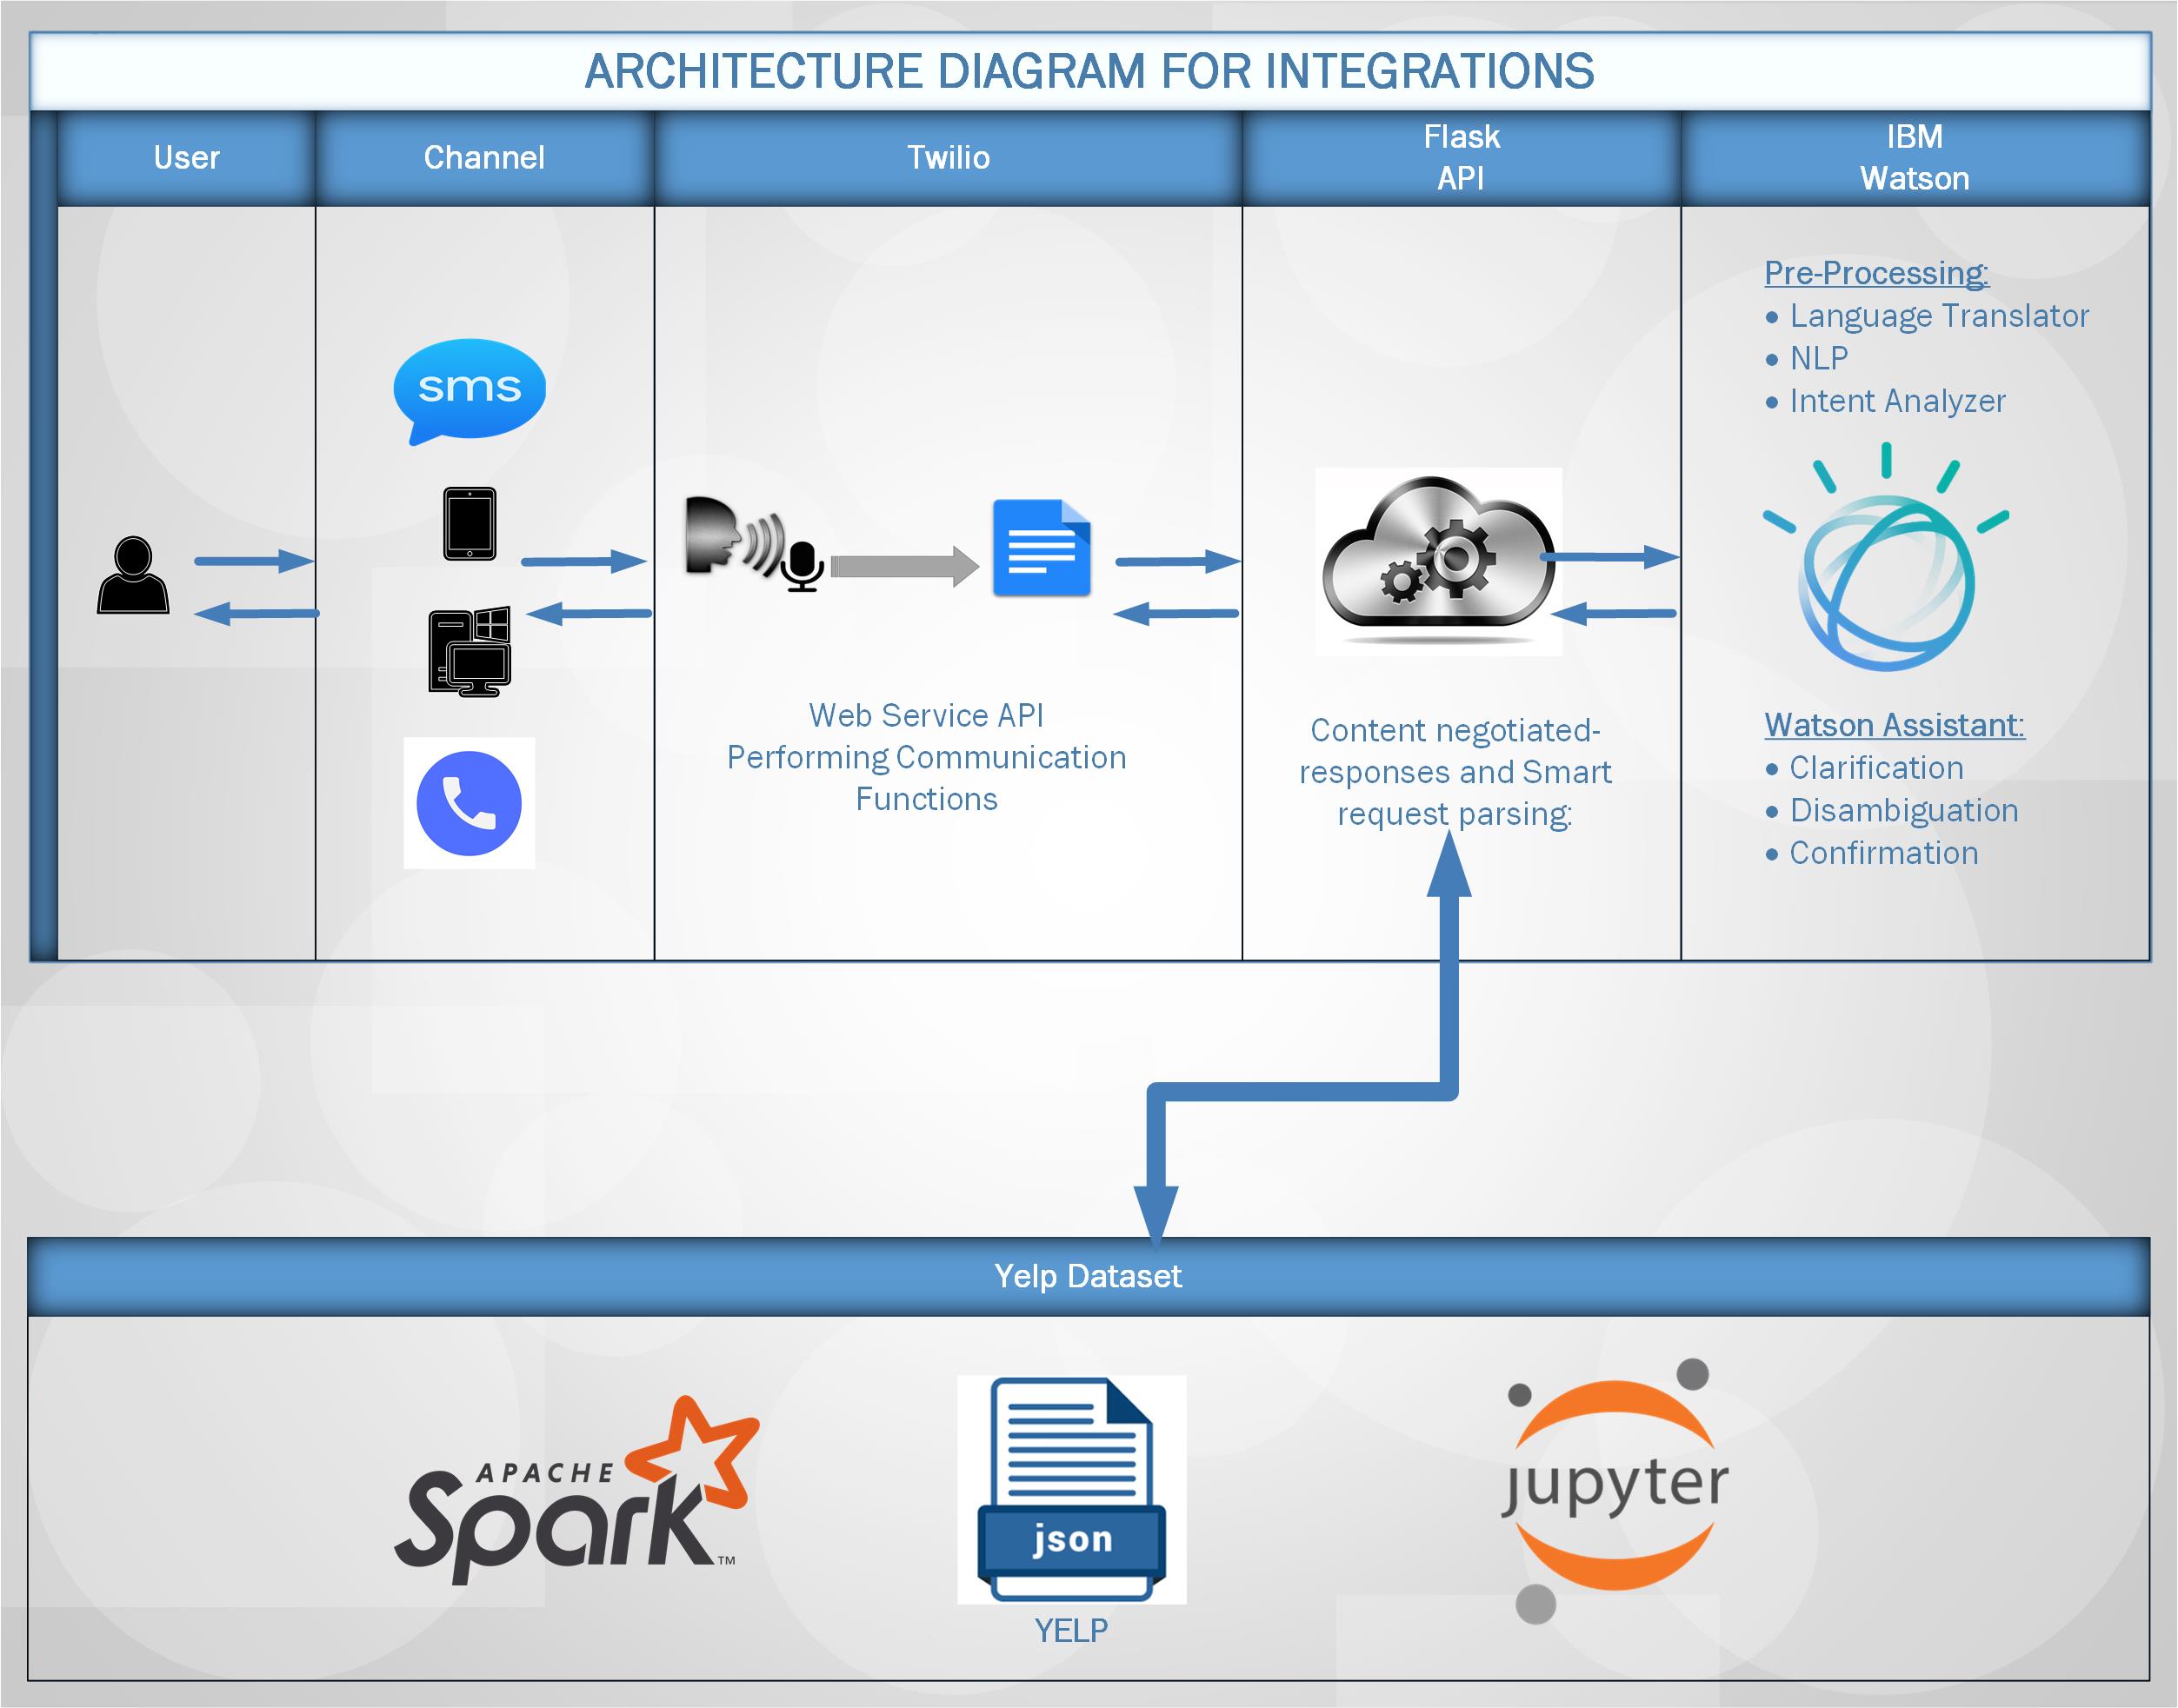 ARCHITECTURE DIAGRAM FOR INTEGRATIONS
User
Channel
Twilio
Flask
API
IBM
Watson
sms
Web Service API
Performing Communication
Functions
Content negotiated-
responses and Smart
request parsing:
Pre-Processing:
• Language Translator
• NLP
• Intent Analyzer
Watson Assistant:
• Clarification
• Disambiguation
• Confirmation
Yelp Dataset
APACHE
Spark™
json
YELP
jupyter